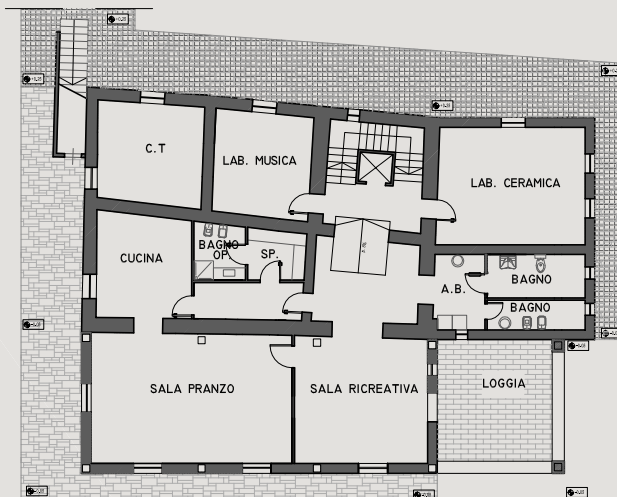 C.T
LAB. MUSICA
LAB. CERAMICA
CUCINA
BAGNO
OP.
SP.
A.B.
BAGNO
BAGNO
SALA PRANZO
SALA RICREATIVA
LOGGIA